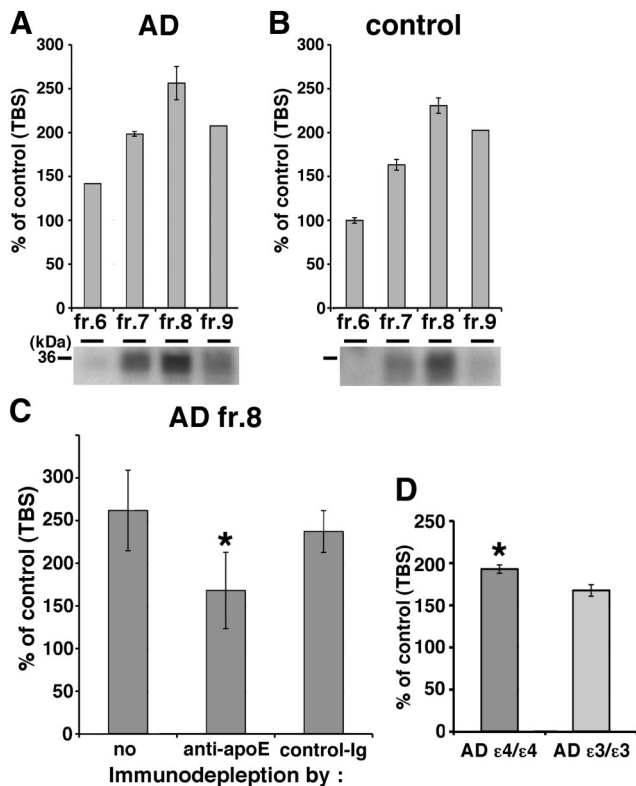 A AD
% of control (TBS)
300
250
200
150
100
50
0
fr.6 fr.7 fr.8 fr.9
(kDa)
36
B control
% of control (TBS)
300
250
200
150
100
50
0
fr.6 fr.7 fr.8 fr.9
C AD fr.8
% of control (TBS)
300
250
200
150
100
50
0
*
no anti-apoE control-Ig
Immunodepletion by :
D
% of control (TBS)
250
200
150
100
50
0
*
AD ε4/ε4 AD ε3/ε3